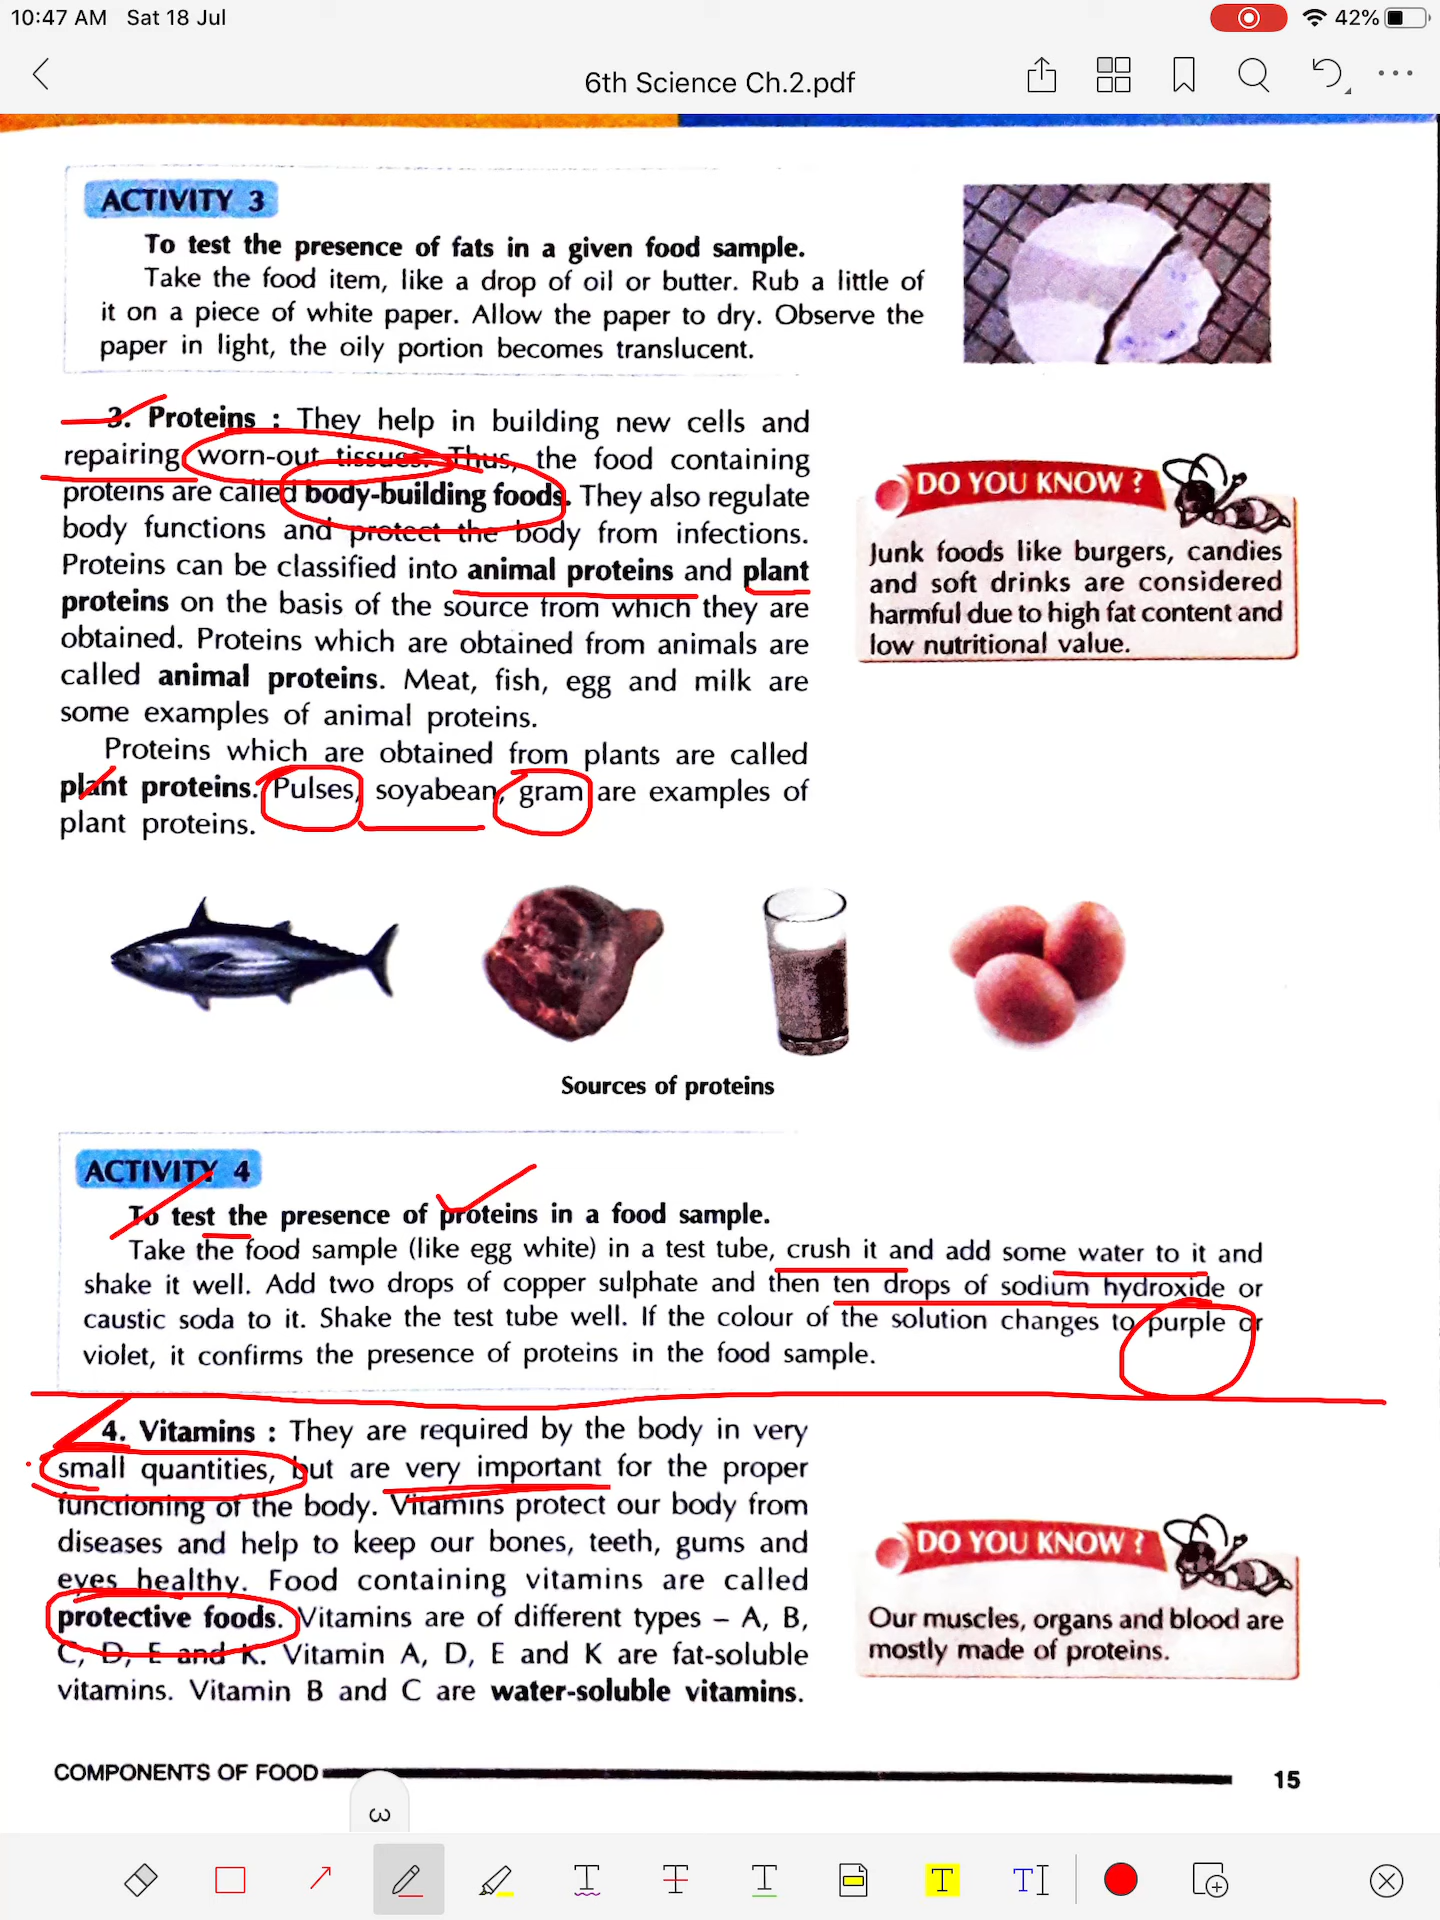 10:47 AM Sat 18 Jul
42%
6th Science Ch.2.pdf
ACTIVITY 3
To test the presence of fats in a given food sample.
Take the food item, like a drop of oil or butter. Rub a little of
it on a piece of white paper. Allow the paper to dry. Observe the
paper in light, the oily portion becomes translucent.
3. Proteins : They help in building new cells and
repairing worn-out tissues. Thus, the food containing
proteins are called body-building foods. They also regulate
body functions and protect the body from infections.
Proteins can be classified into animal proteins and plant
proteins on the basis of the source from which they are
obtained. Proteins which are obtained from animals are
called animal proteins. Meat, fish, egg and milk are
some examples of animal proteins.
Proteins which are obtained from plants are called
plant proteins. Pulses, soyabean, gram are examples of
plant proteins.
DO YOU KNOW ?
Junk foods like burgers, candies
and soft drinks are considered
harmful due to high fat content and
low nutritional value.
Sources of proteins
ACTIVITY 4
To test the presence of proteins in a food sample.
Take the food sample (like egg white) in a test tube, crush it and add some water to it and
shake it well. Add two drops of copper sulphate and then ten drops of sodium hydroxide or
caustic soda to it. Shake the test tube well. If the colour of the solution changes to purple or
violet, it confirms the presence of proteins in the food sample.
4. Vitamins : They are required by the body in very
small quantities, but are very important for the proper
functioning of the body. Vitamins protect our body from
diseases and help to keep our bones, teeth, gums and
eyes healthy. Food containing vitamins are called
protective foods. Vitamins are of different types – A, B,
C, D, E and K. Vitamin A, D, E and K are fat-soluble
vitamins. Vitamin B and C are water-soluble vitamins.
DO YOU KNOW ?
Our muscles, organs and blood are
mostly made of proteins.
COMPONENTS OF FOOD
15
3
T T T T T